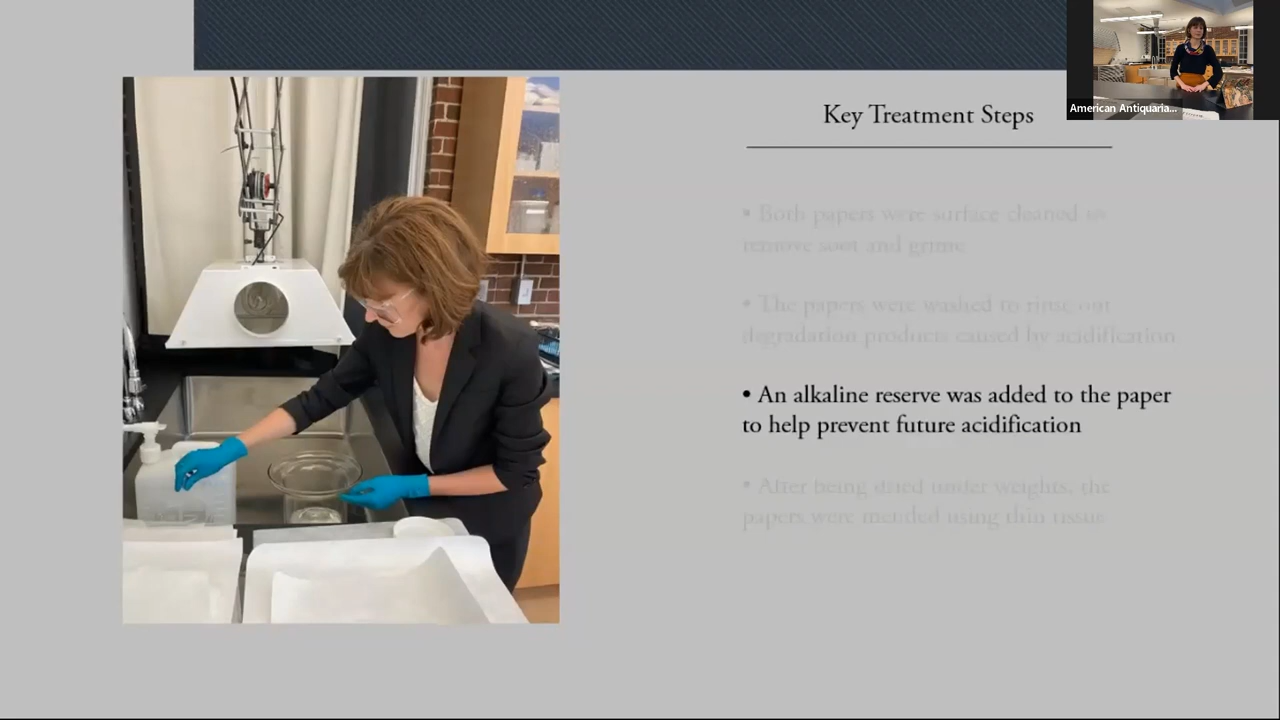 American Antiquaria...
Key Treatment Steps
• Both papers were surface cleaned to
remove soot and grime
• The papers were washed to rinse out
degradation products caused by acidification
• An alkaline reserve was added to the paper
to help prevent future acidification
• After being dried under weights, the
papers were mended using thin tissue